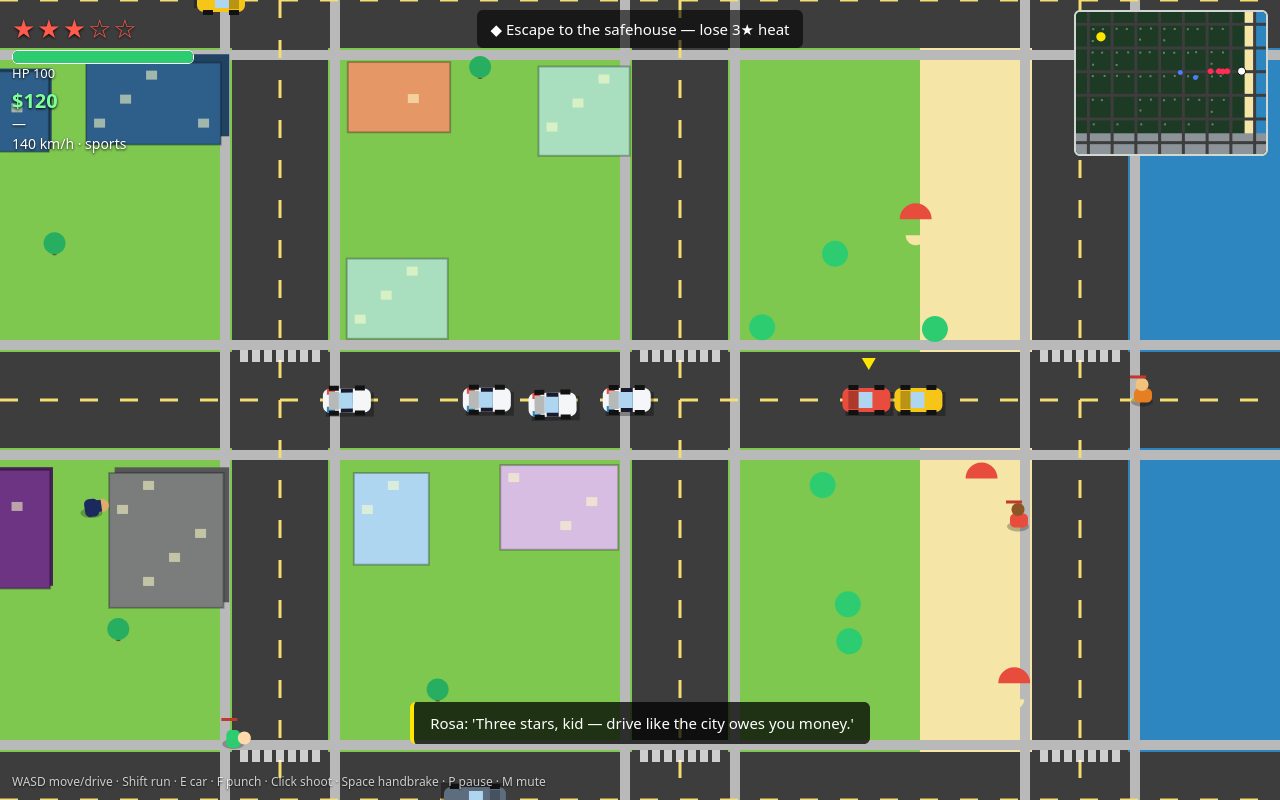 ★★★☆☆
◆ Escape to the safehouse — lose 3★ heat
HP 100
$120
—
140 km/h · sports
Rosa: 'Three stars, kid — drive like the city owes you money.'
WASD move/drive · Shift run · E car · F punch · Click shoot · Space handbrake · P pause · M mute